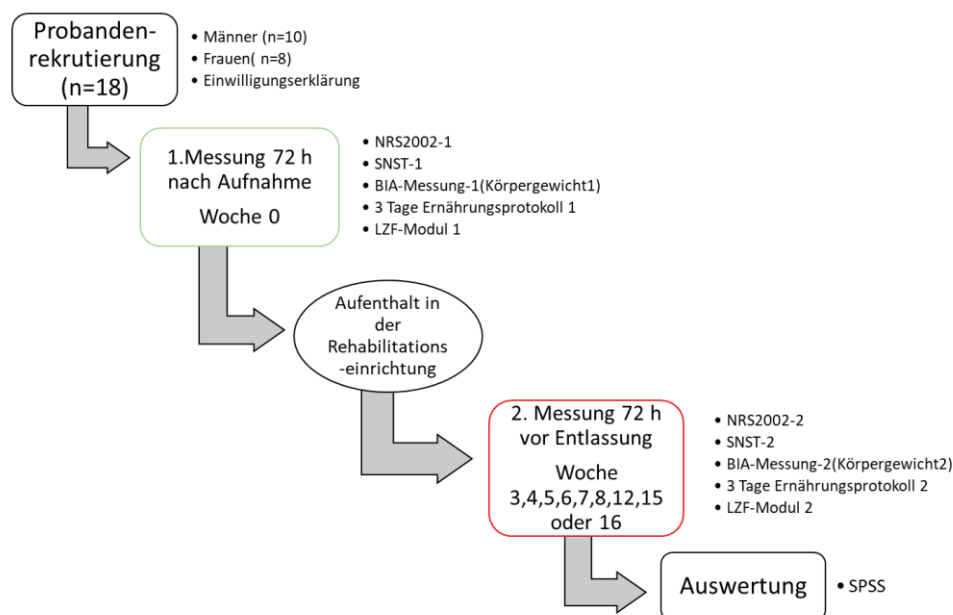 Probanden-
rekrutierung
(n=18)
• Männer (n=10)
• Frauen( n=8)
• Einwilligungserklärung
1.Messung 72 h
nach Aufnahme
Woche 0
• NRS2002-1
• SNST-1
• BIA-Messung-1(Körpergewicht1)
• 3 Tage Ernährungsprotokoll 1
• LZF-Modul 1
Aufenthalt in
der
Rehabilitations
-einrichtung
2. Messung 72 h
vor Entlassung
Woche
3,4,5,6,7,8,12,15
oder 16
• NRS2002-2
• SNST-2
• BIA-Messung-2(Körpergewicht2)
• 3 Tage Ernährungsprotokoll 2
• LZF-Modul 2
Auswertung
• SPSS